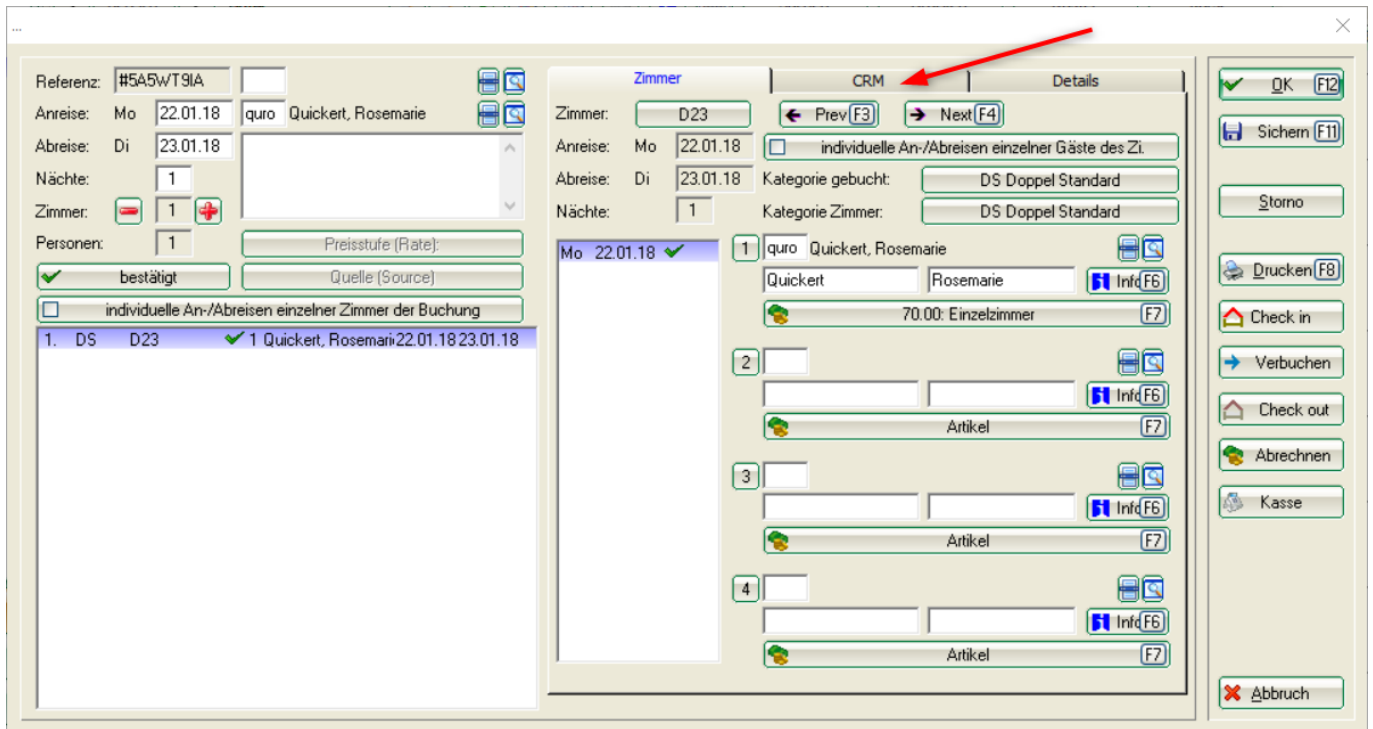 ...
Referenz: #5A5WT9IA
Anreise: Mo 22.01.18 quro Quickert, Rosemarie
Abreise: Di 23.01.18
Nächte: 1
Zimmer: 1
Personen: 1 Preisstufe (Rate):
bestätigt Quelle (Source)
individuelle An-/Abreisen einzelner Zimmer der Buchung
1. DS D23 1 Quickert, Rosemari 22.01.18 23.01.18
Zimmer CRM Details
Zimmer: D23 Prev F3 Next F4
Anreise: Mo 22.01.18 individuelle An-/Abreisen einzelner Gäste des Zi.
Abreise: Di 23.01.18 Kategorie gebucht: DS Doppel Standard
Nächte: 1 Kategorie Zimmer: DS Doppel Standard
Mo 22.01.18
1 quro Quickert, Rosemarie
Quickert Rosemarie Info F6
70.00: Einzelzimmer F7
2
Info F6
Artikel F7
3
Info F6
Artikel F7
4
Info F6
Artikel F7
OK F12
Sichern F11
Storno
Drucken F8
Check in
Verbuchen
Check out
Abrechnen
Kasse
Abbruch